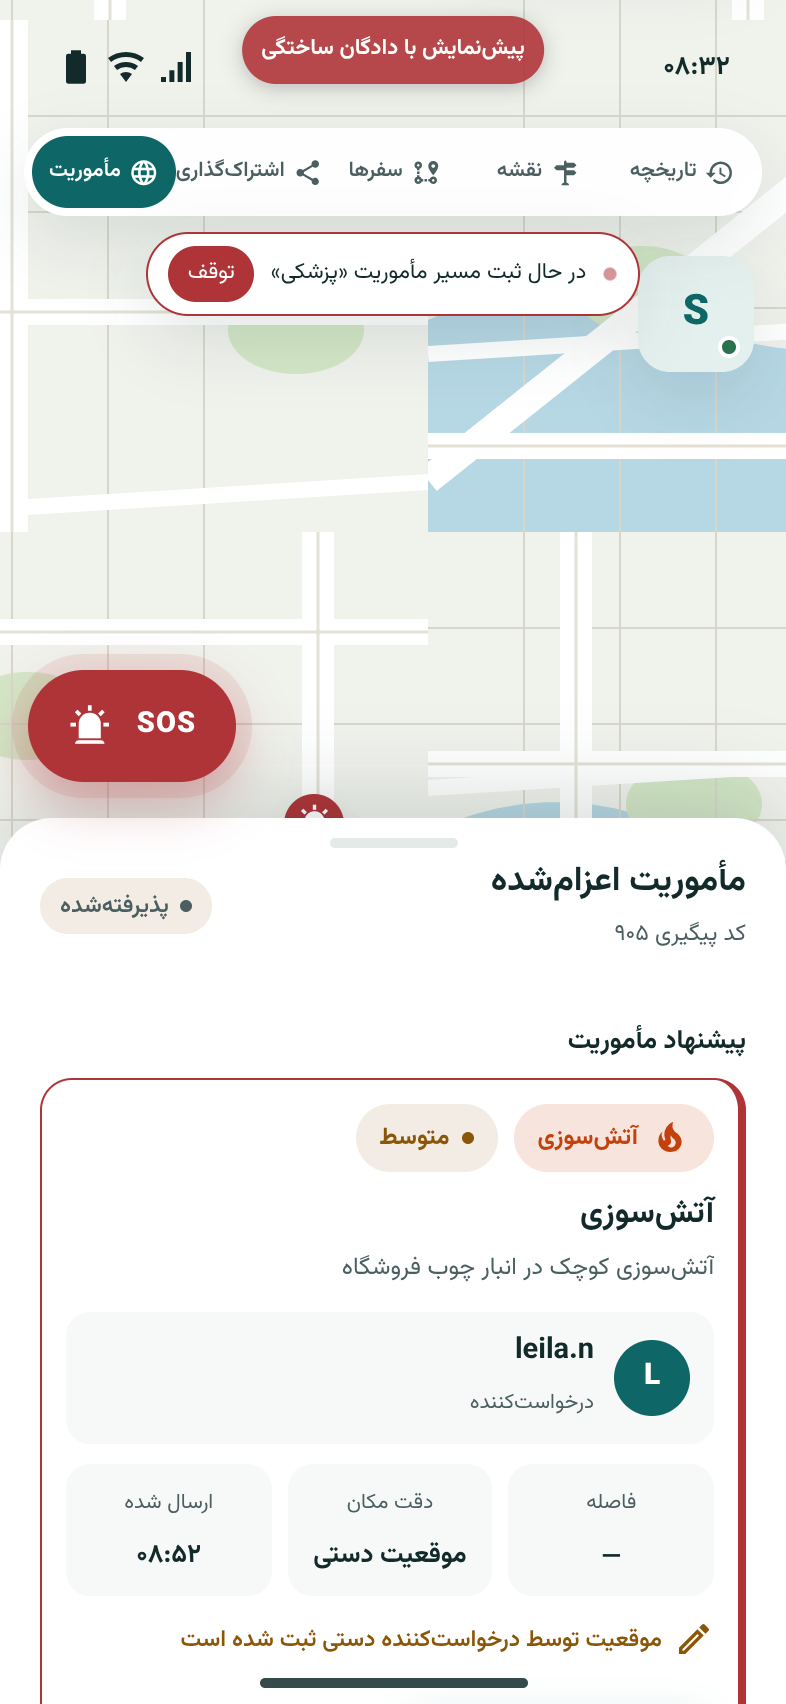 ۰۸:۳۲
پیش‌نمایش با دادگان ساختگی
تاریخچه
نقشه
سفرها
اشتراک‌گذاری
مأموریت
در حال ثبت مسیر مأموریت «پزشکی»
توقف
S
SOS
مأموریت اعزام‌شده
پذیرفته‌شده
کد پیگیری ۹۰۵
پیشنهاد مأموریت
آتش‌سوزی
متوسط
آتش‌سوزی
آتش‌سوزی کوچک در انبار چوب فروشگاه
L
leila.n
درخواست‌کننده
فاصله
—
دقت مکان
موقعیت دستی
ارسال شده
۰۸:۵۲
موقعیت توسط درخواست‌کننده دستی ثبت شده است